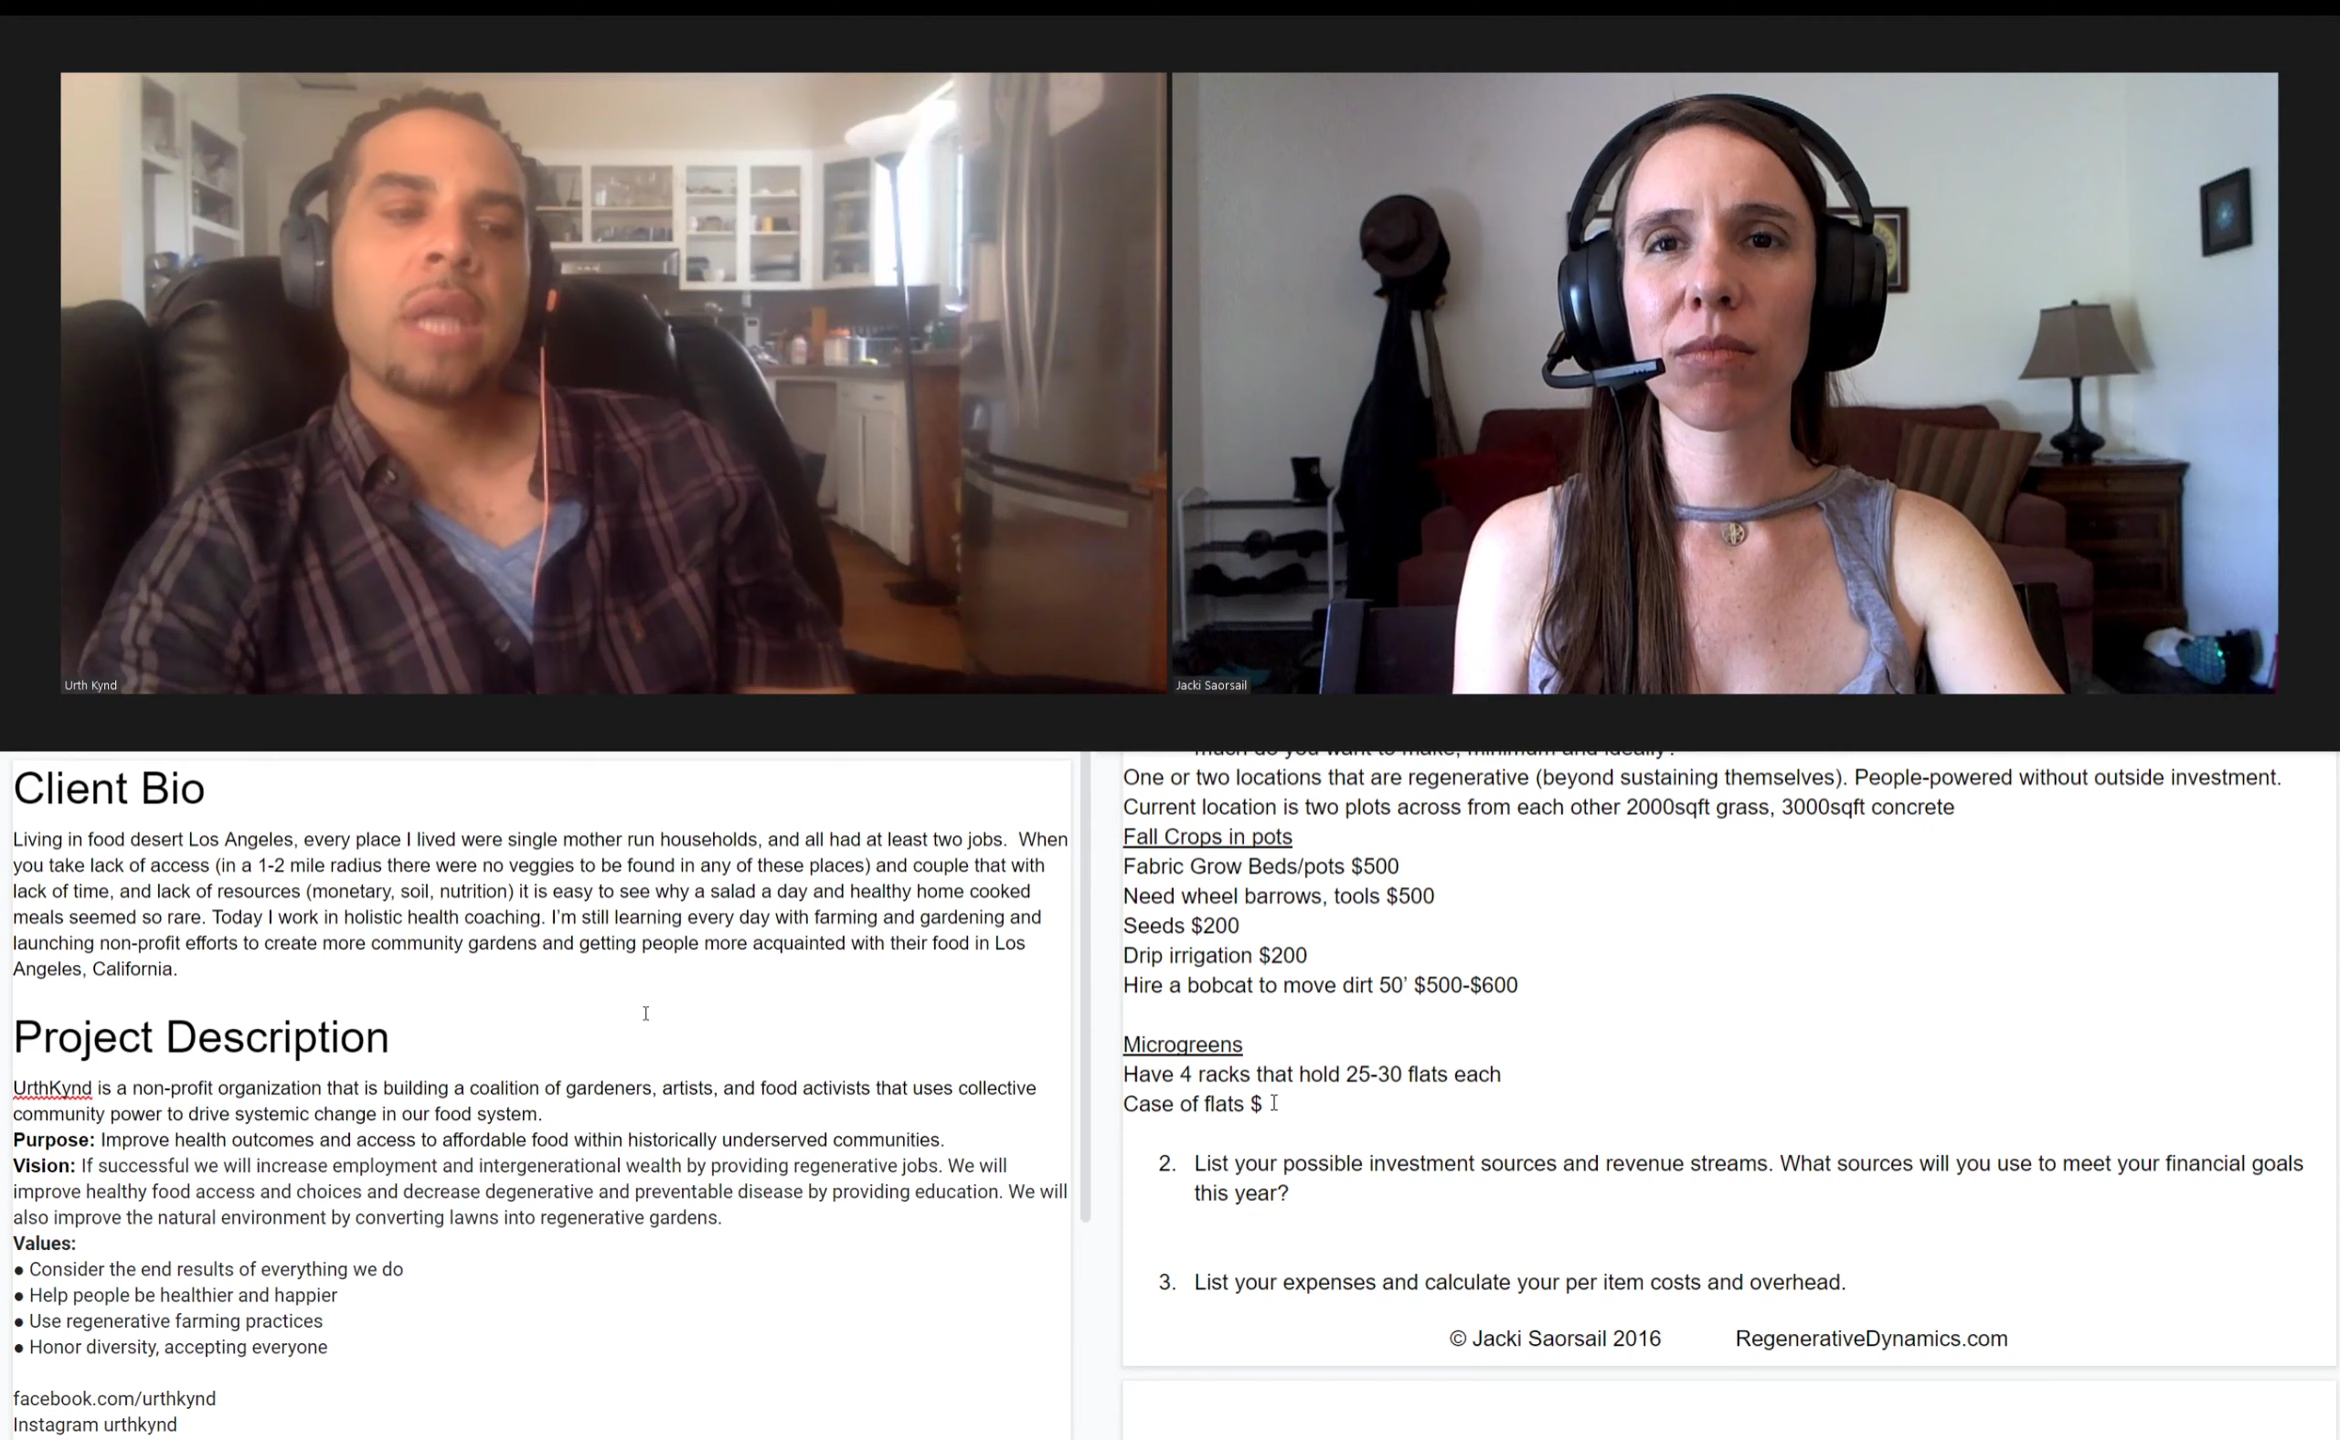 Urth Kynd
Jacki Saorsail
Client Bio
Living in food desert Los Angeles, every place I lived were single mother run households, and all had at least two jobs.  When
you take lack of access (in a 1-2 mile radius there were no veggies to be found in any of these places) and couple that with
lack of time, and lack of resources (monetary, soil, nutrition) it is easy to see why a salad a day and healthy home cooked
meals seemed so rare. Today I work in holistic health coaching. I'm still learning every day with farming and gardening and
launching non-profit efforts to create more community gardens and getting people more acquainted with their food in Los
Angeles, California.
Project Description
UrthKynd is a non-profit organization that is building a coalition of gardeners, artists, and food activists that uses collective
community power to drive systemic change in our food system.
Purpose: Improve health outcomes and access to affordable food within historically underserved communities.
Vision: If successful we will increase employment and intergenerational wealth by providing regenerative jobs. We will
improve healthy food access and choices and decrease degenerative and preventable disease by providing education. We will
also improve the natural environment by converting lawns into regenerative gardens.
Values:
● Consider the end results of everything we do
● Help people be healthier and happier
● Use regenerative farming practices
● Honor diversity, accepting everyone
facebook.com/urthkynd
Instagram urthkynd
much do you want to make, minimum and ideally?
One or two locations that are regenerative (beyond sustaining themselves). People-powered without outside investment.
Current location is two plots across from each other 2000sqft grass, 3000sqft concrete
Fall Crops in pots
Fabric Grow Beds/pots $500
Need wheel barrows, tools $500
Seeds $200
Drip irrigation $200
Hire a bobcat to move dirt 50' $500-$600
Microgreens
Have 4 racks that hold 25-30 flats each
Case of flats $
2. List your possible investment sources and revenue streams. What sources will you use to meet your financial goals
this year?
3. List your expenses and calculate your per item costs and overhead.
© Jacki Saorsail 2016 RegenerativeDynamics.com